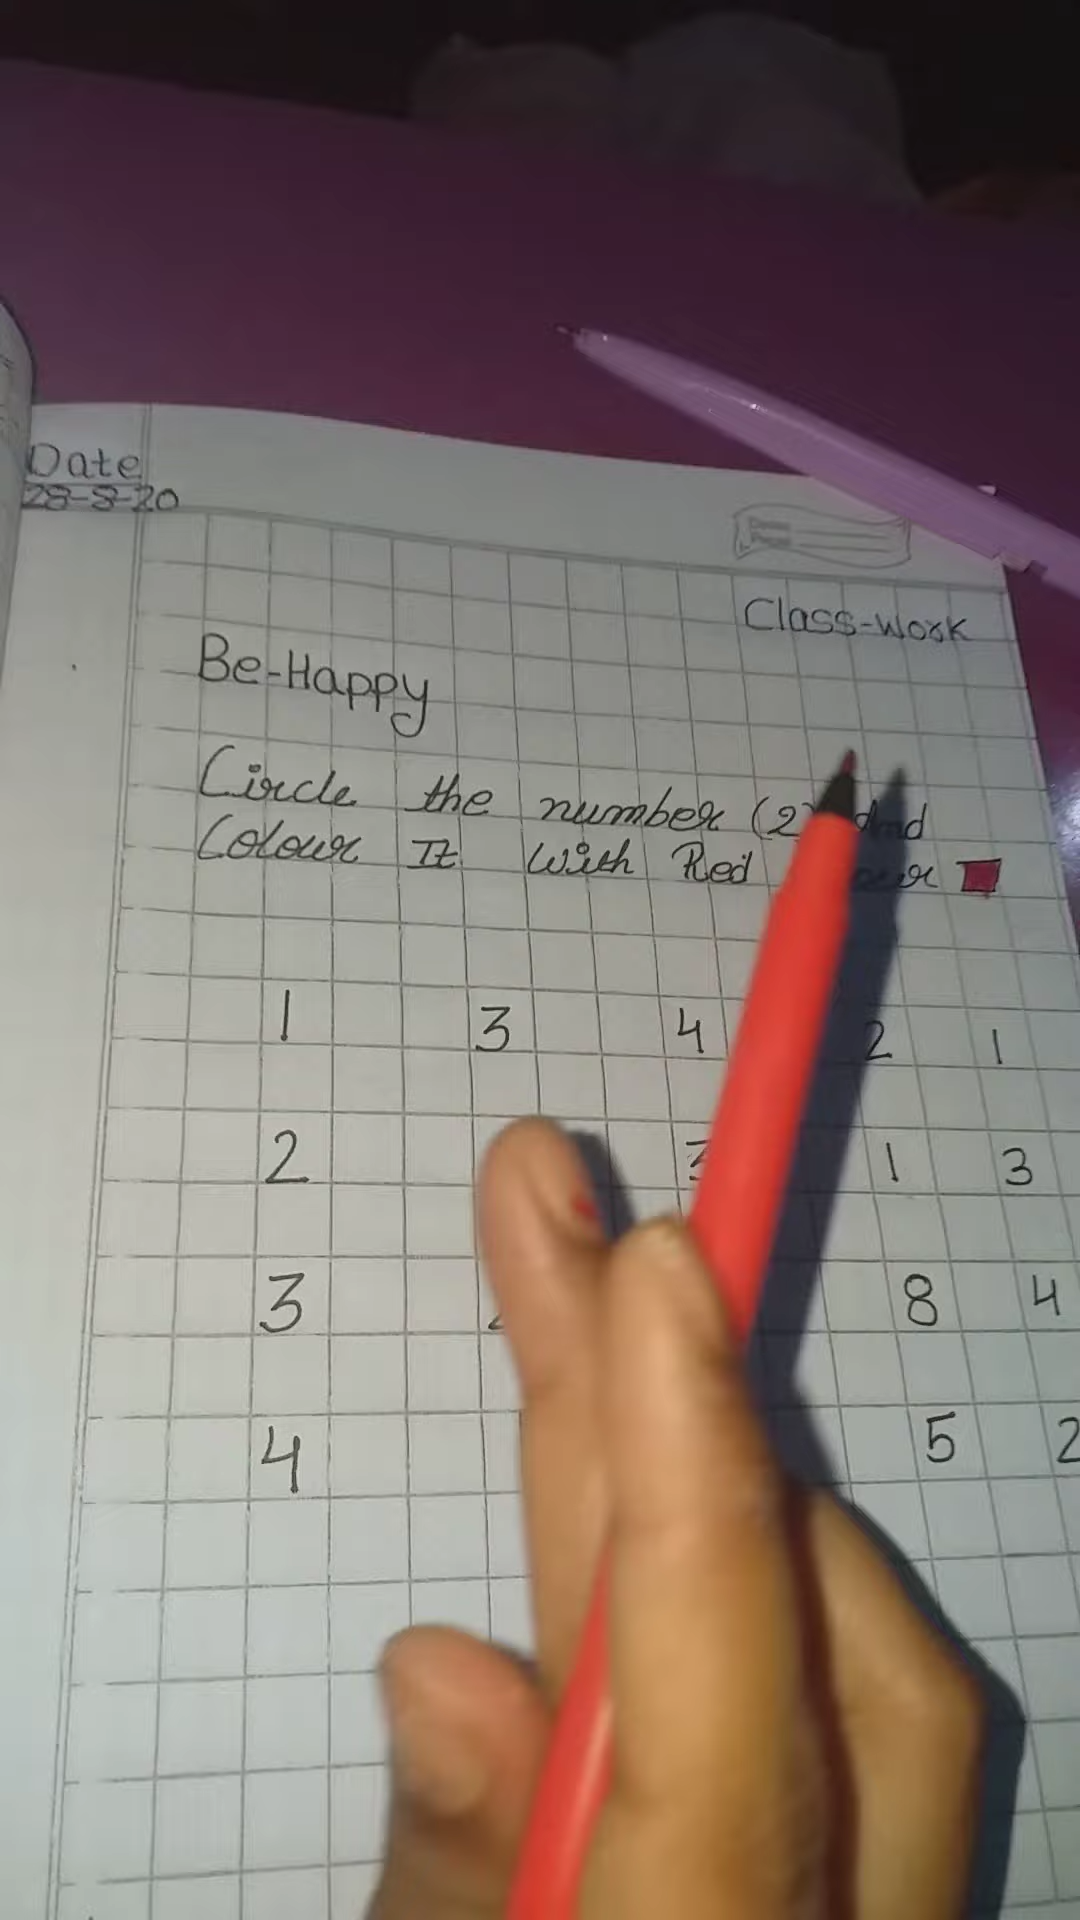 Date
28-8-20
Class-Work
Be-Happy
Circle the number (2) And
Colour It With Red
1 3 4 2 1
2 3 1 3
3 8 4
4 5 2